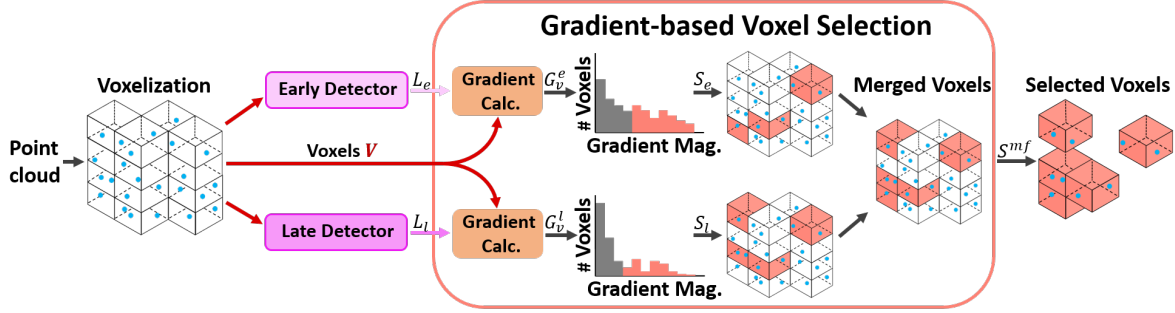 Gradient-based Voxel Selection
Voxelization
Point
cloud
Early Detector
Late Detector
Voxels V
L_e
L_l
Gradient
Calc.
Gradient
Calc.
G_v^e
G_v^l
# Voxels
Gradient Mag.
# Voxels
Gradient Mag.
S_e
S_l
Merged Voxels
S^{mf}
Selected Voxels